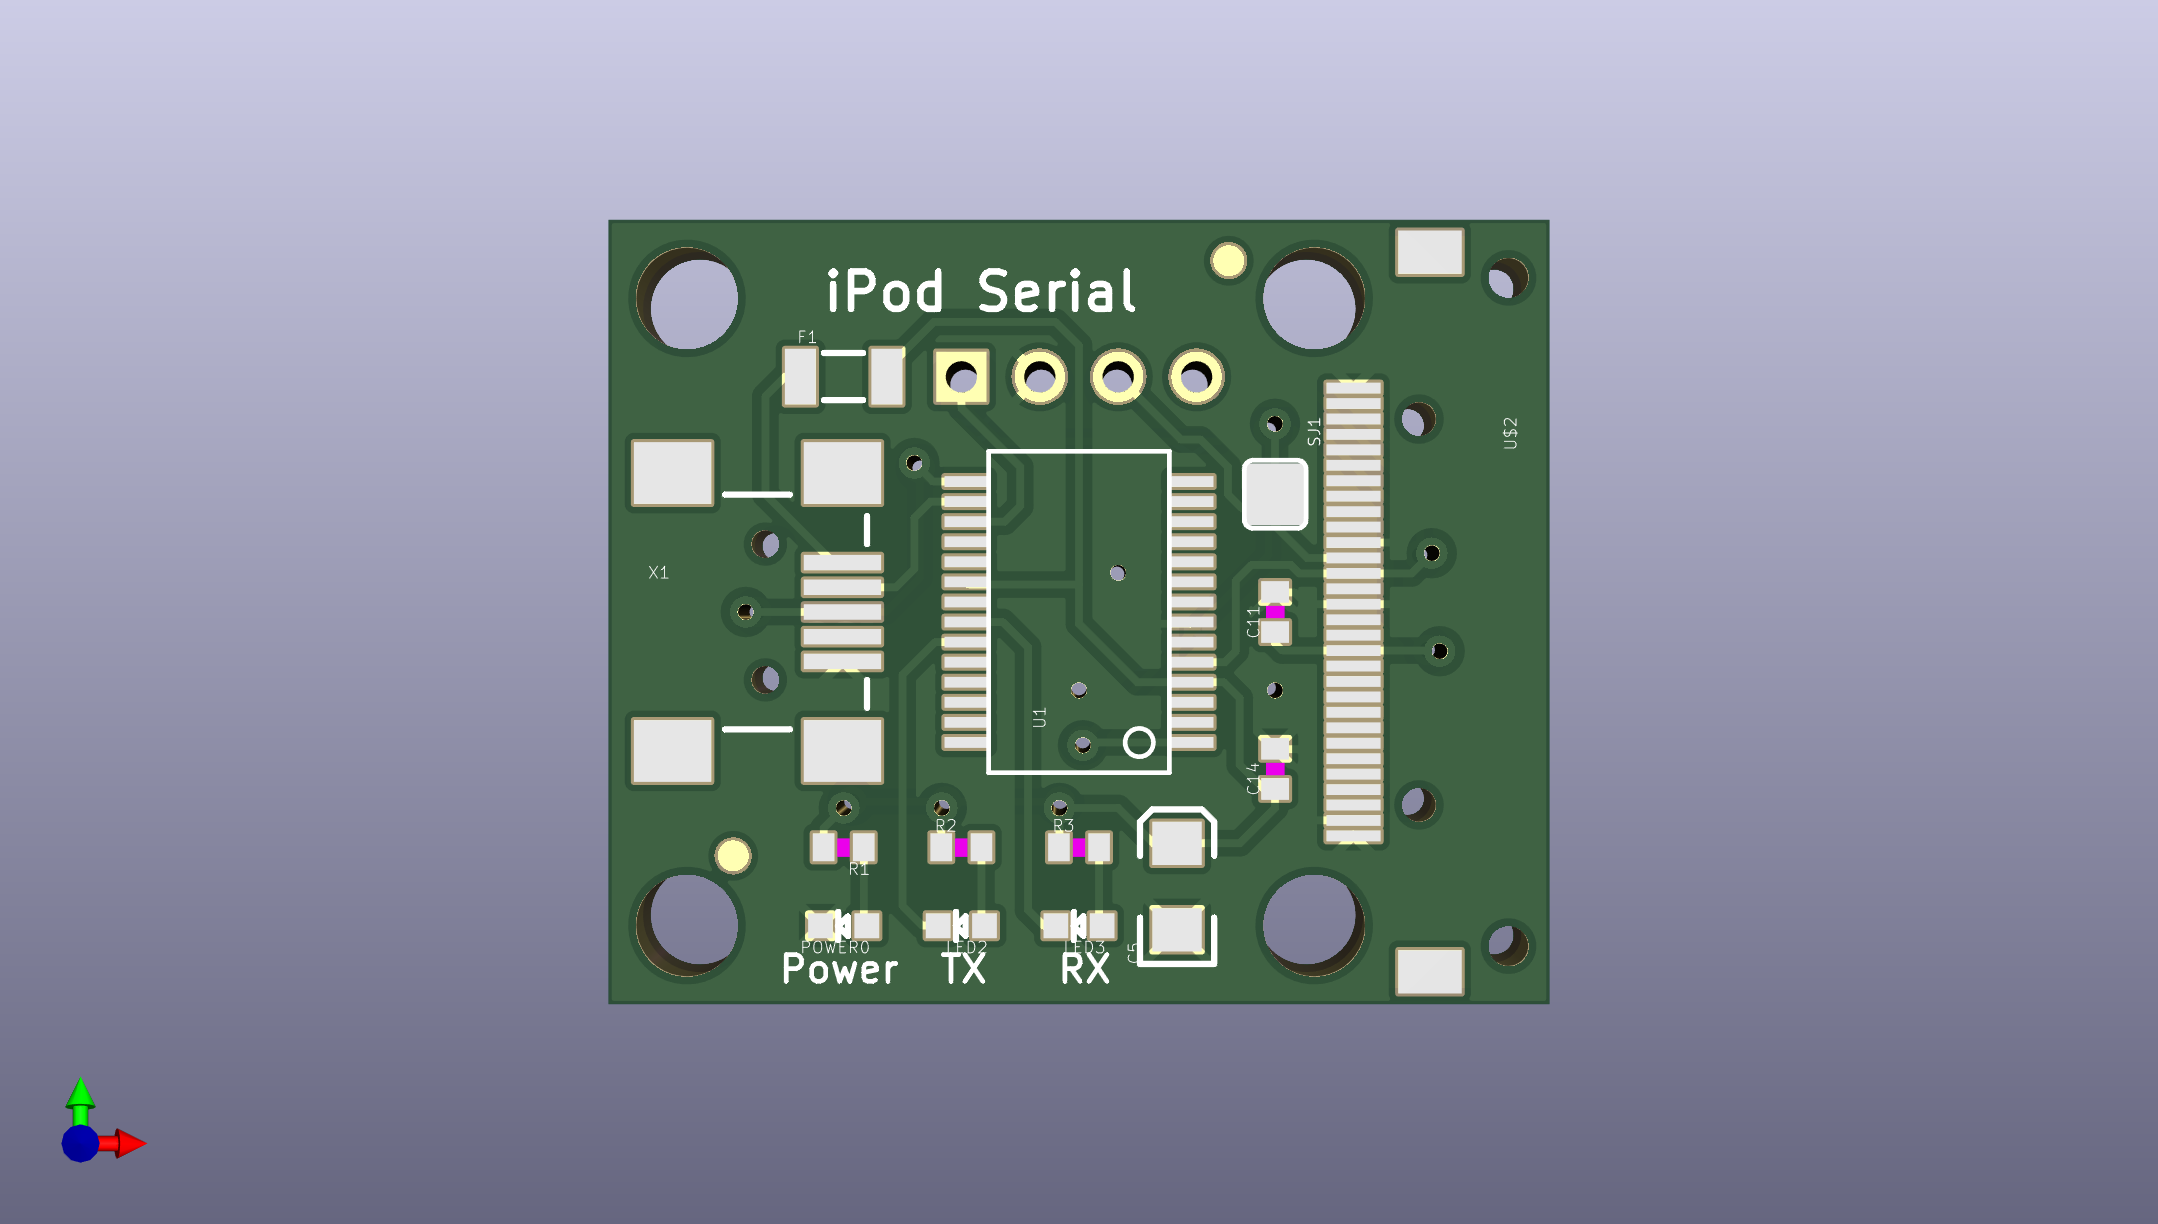 iPod Serial
F1
SJ1
U$2
X1
C11
U1
C14
R2
R3
R1
POWER0
LED2
LED3
C5
Power
TX
RX